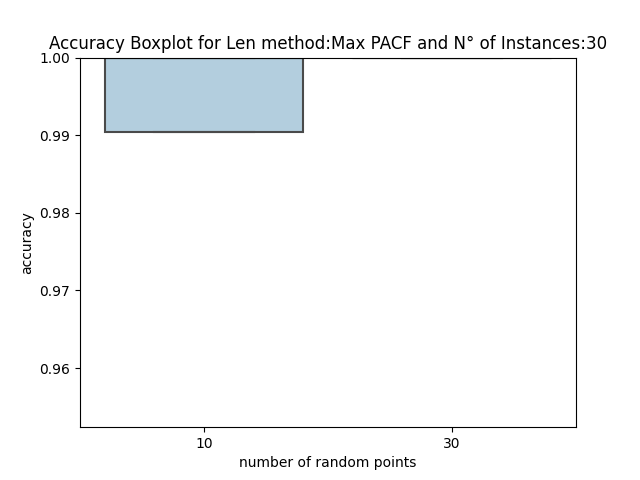 Accuracy Boxplot for Len method:Max PACF and N° of Instances:30
1.00
0.99
0.98
0.97
0.96
accuracy
10
30
number of random points